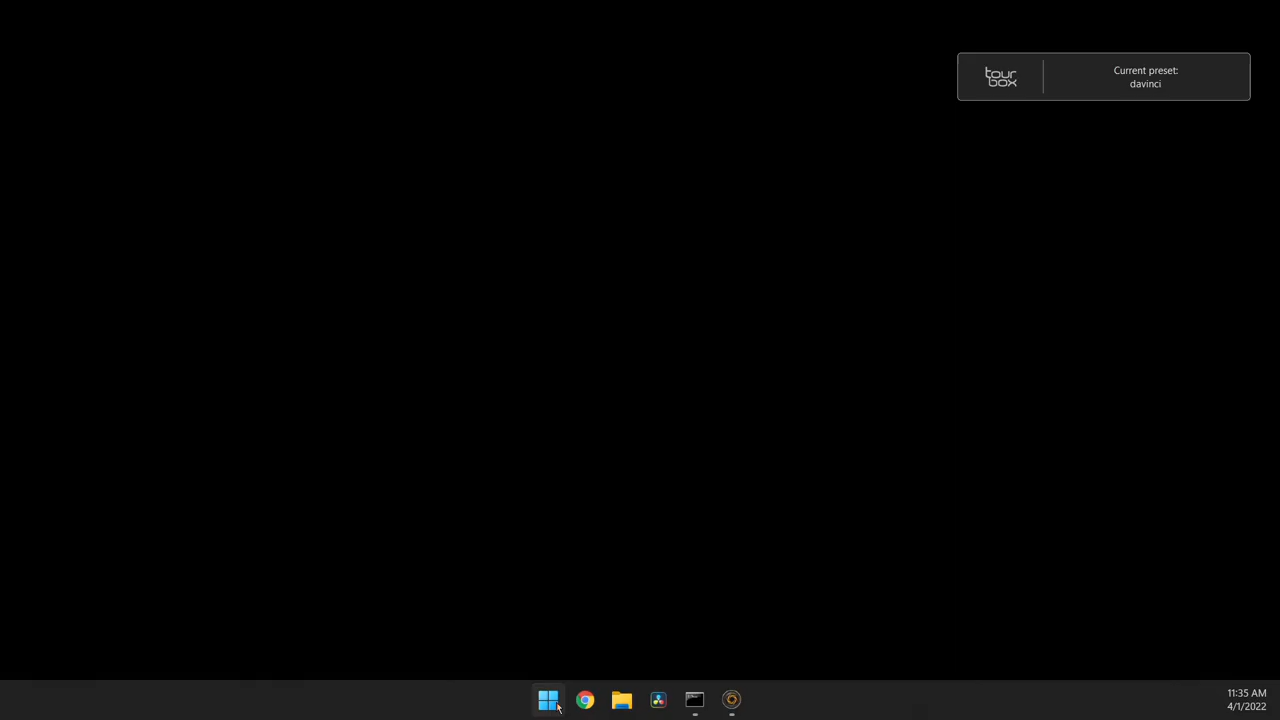 tour
box
Current preset:
davinci
11:35 AM
4/1/2022